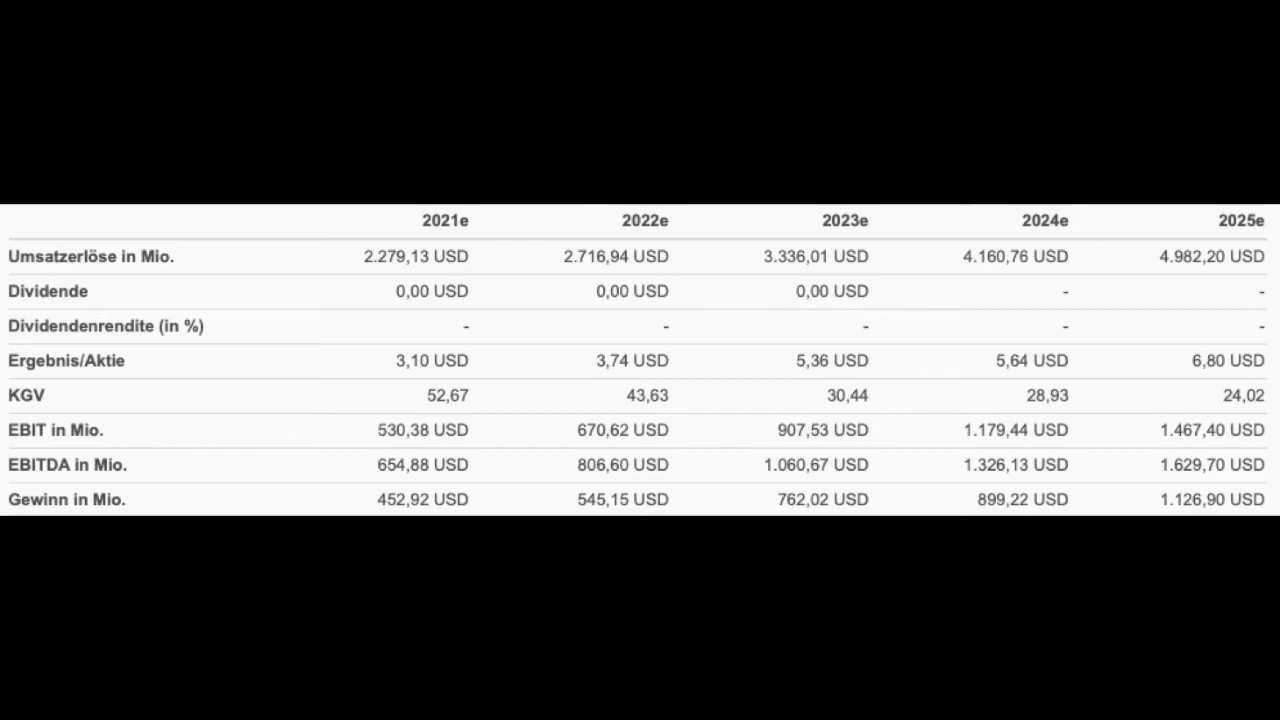 2021e 2022e 2023e 2024e 2025e
Umsatzerlöse in Mio. 2.279,13 USD 2.716,94 USD 3.336,01 USD 4.160,76 USD 4.982,20 USD
Dividende 0,00 USD 0,00 USD 0,00 USD - -
Dividendenrendite (in %) - - - - -
Ergebnis/Aktie 3,10 USD 3,74 USD 5,36 USD 5,64 USD 6,80 USD
KGV 52,67 43,63 30,44 28,93 24,02
EBIT in Mio. 530,38 USD 670,62 USD 907,53 USD 1.179,44 USD 1.467,40 USD
EBITDA in Mio. 654,88 USD 806,60 USD 1.060,67 USD 1.326,13 USD 1.629,70 USD
Gewinn in Mio. 452,92 USD 545,15 USD 762,02 USD 899,22 USD 1.126,90 USD